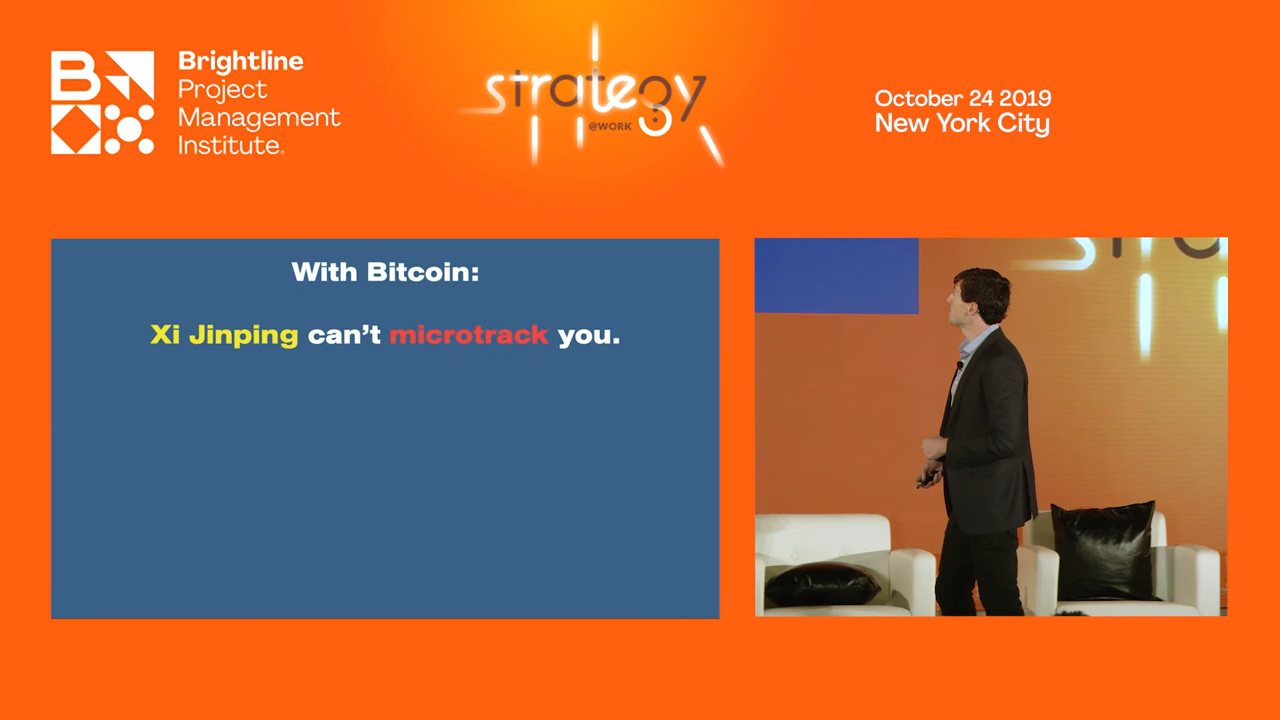 Brightline
Project
Management
Institute.
strategy
@WORK
October 24 2019
New York City
With Bitcoin:
Xi Jinping can't microtrack you.